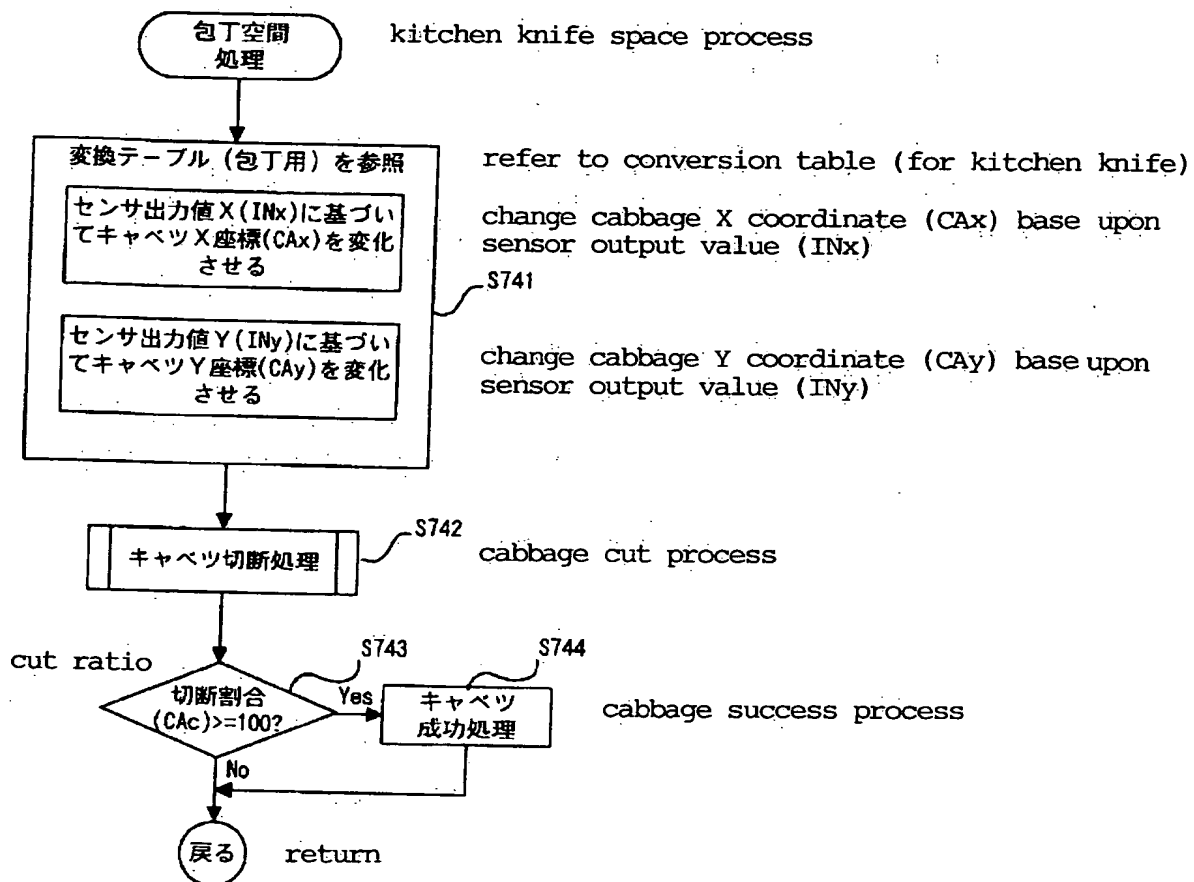 包丁空間
処理
kitchen knife space process
変換テーブル (包丁用) を参照
refer to conversion table (for kitchen knife)
センサ出力値X(INx)に基づい
てキャベツX座標(CAx)を変化
させる
change cabbage X coordinate (CAx) base upon
sensor output value (INx)
S741
センサ出力値Y(INy)に基づい
てキャベツY座標(CAy)を変化
させる
change cabbage Y coordinate (CAy) base upon
sensor output value (INy)
S742
キャベツ切断処理
cabbage cut process
cut ratio
S743
切断割合
(CAc)>=100?
Yes
S744
キャベツ
成功処理
cabbage success process
No
戻る
return